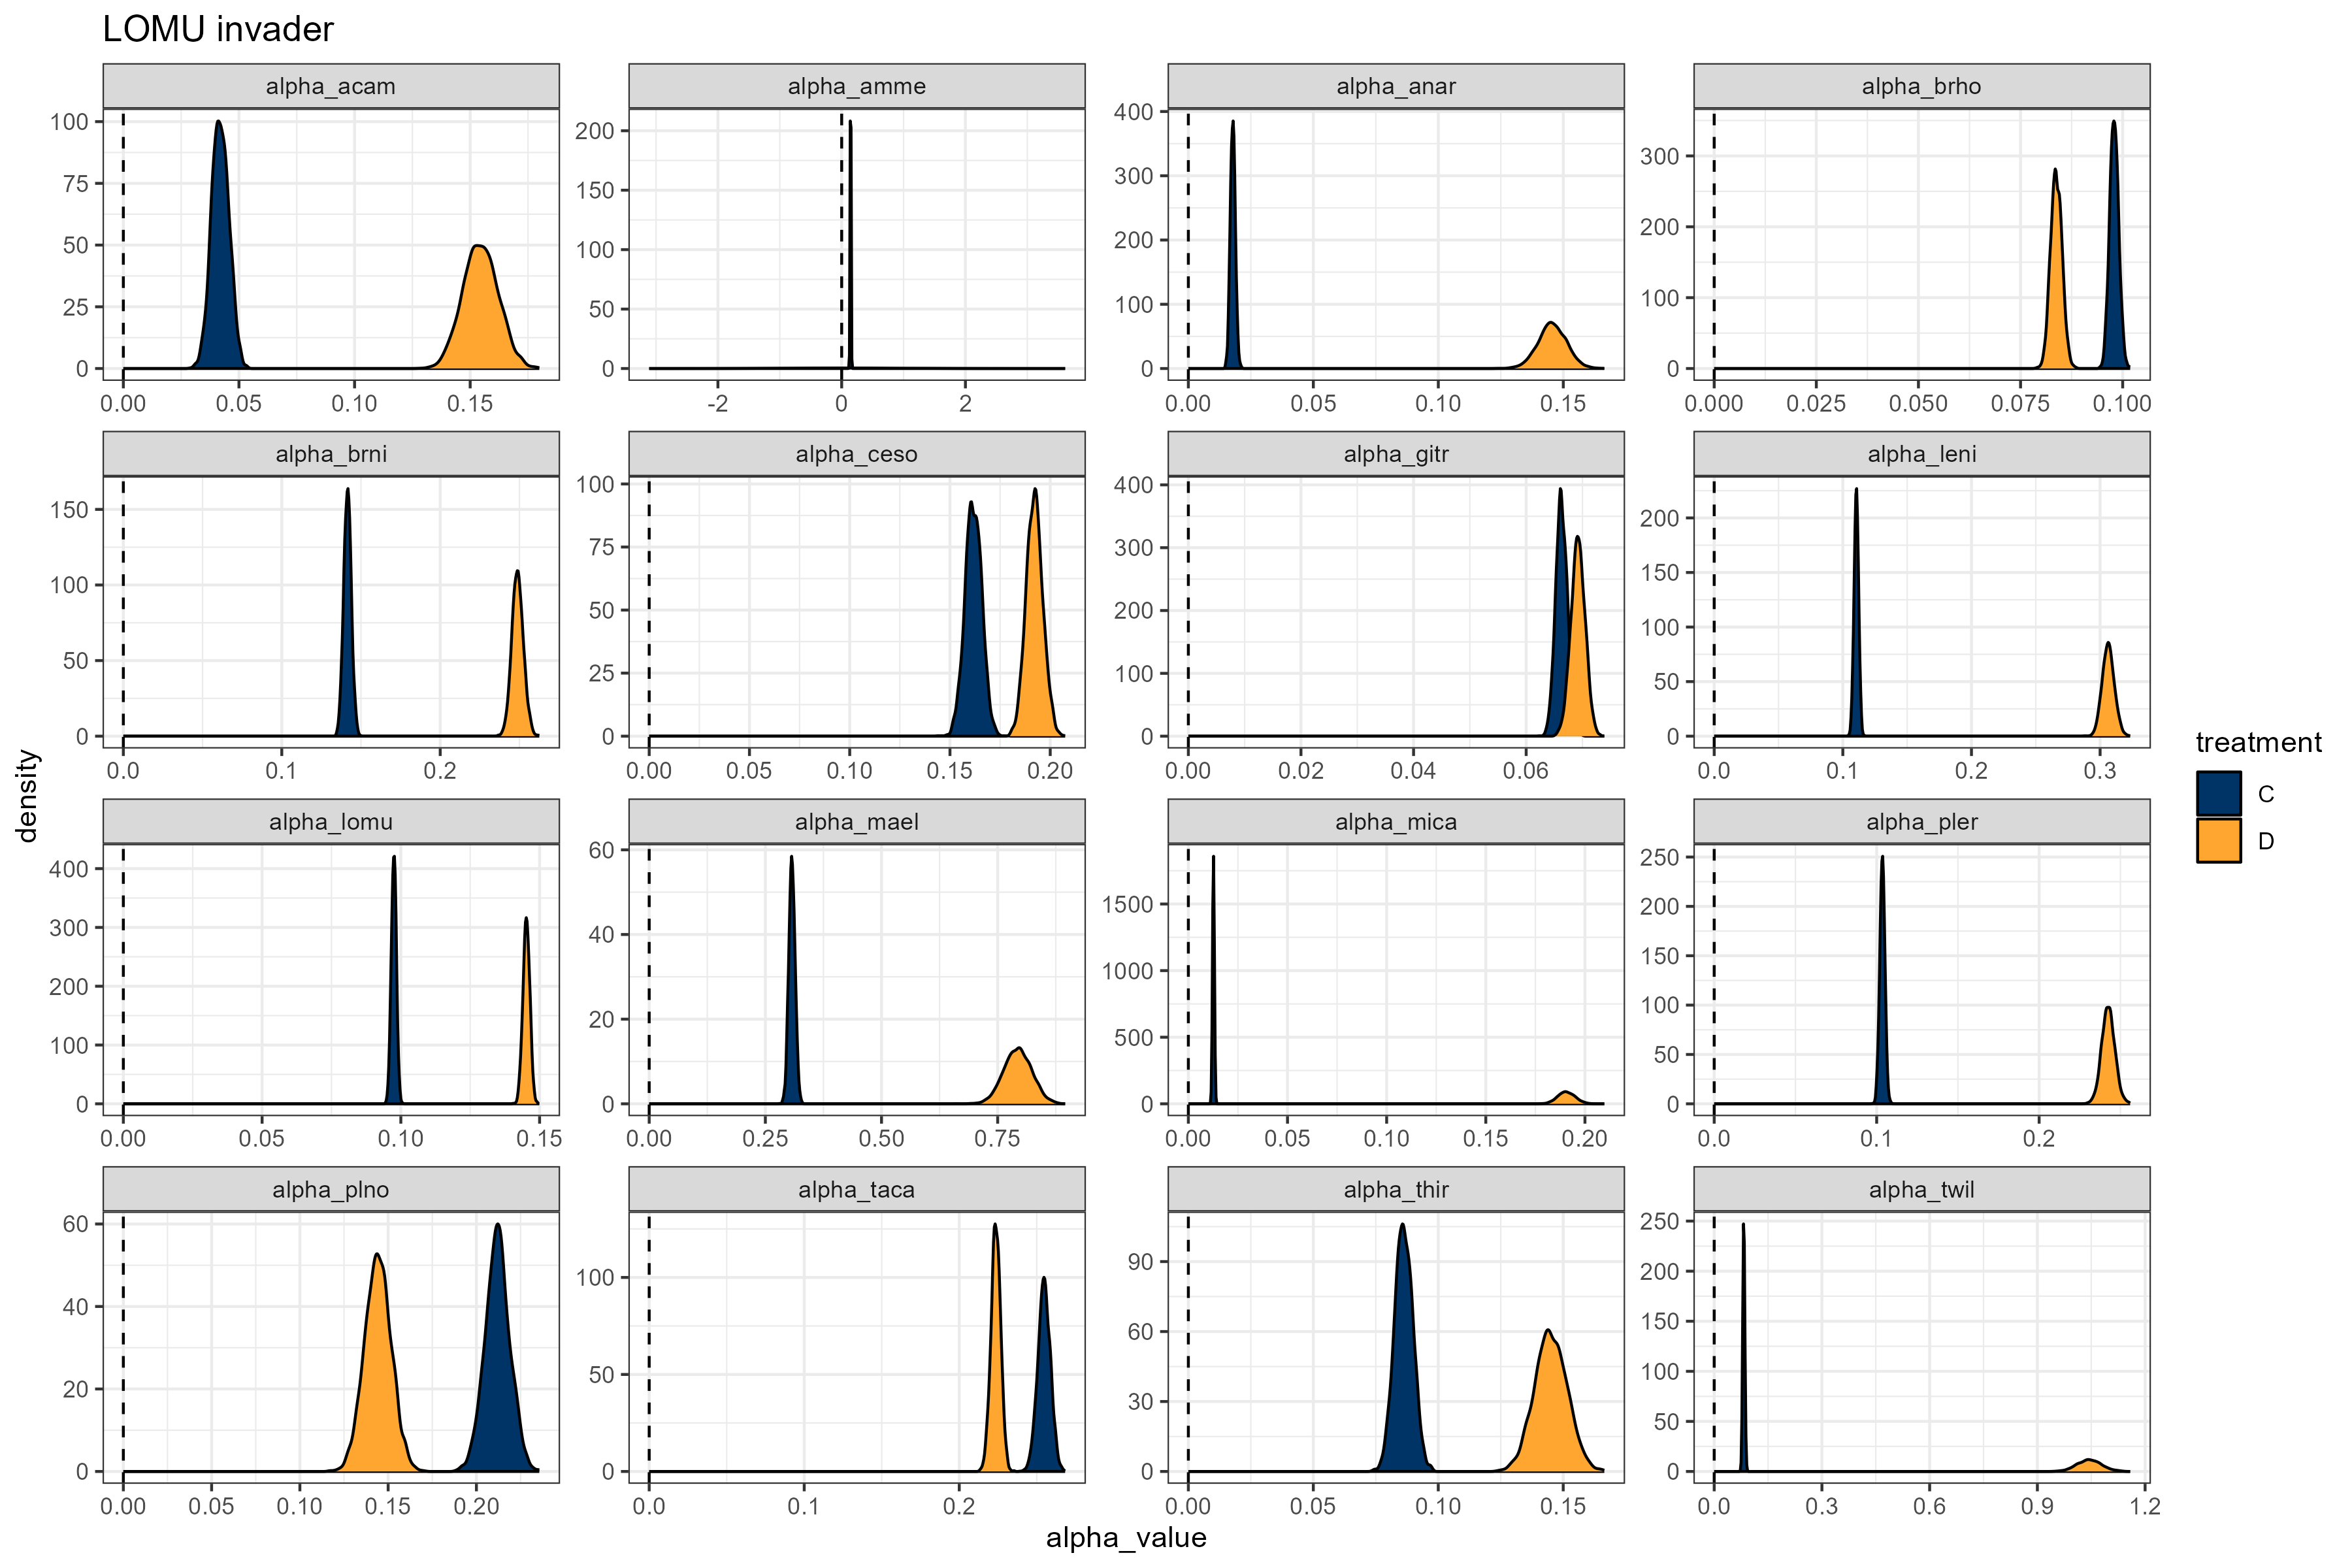 LOMU invader
alpha_acam alpha_amme alpha_anar alpha_brho
100 75 50 25 0
0.00 0.05 0.10 0.15
200 150 100 50 0
-2 0 2
400 300 200 100 0
0.00 0.05 0.10 0.15
300 200 100 0
0.000 0.025 0.050 0.075 0.100
alpha_brni alpha_ceso alpha_gitr alpha_leni
150 100 50 0
0.0 0.1 0.2
100 75 50 25 0
0.00 0.05 0.10 0.15 0.20
400 300 200 100 0
0.00 0.02 0.04 0.06
200 150 100 50 0
0.0 0.1 0.2 0.3
alpha_lomu alpha_mael alpha_mica alpha_pler
400 300 200 100 0
0.00 0.05 0.10 0.15
60 40 20 0
0.00 0.25 0.50 0.75
1500 1000 500 0
0.00 0.05 0.10 0.15 0.20
250 200 150 100 50 0
0.0 0.1 0.2
alpha_plno alpha_taca alpha_thir alpha_twil
60 40 20 0
0.00 0.05 0.10 0.15 0.20
100 50 0
0.0 0.1 0.2
90 60 30 0
0.00 0.05 0.10 0.15
250 200 150 100 50 0
0.0 0.3 0.6 0.9 1.2
density
alpha_value
treatment
C
D